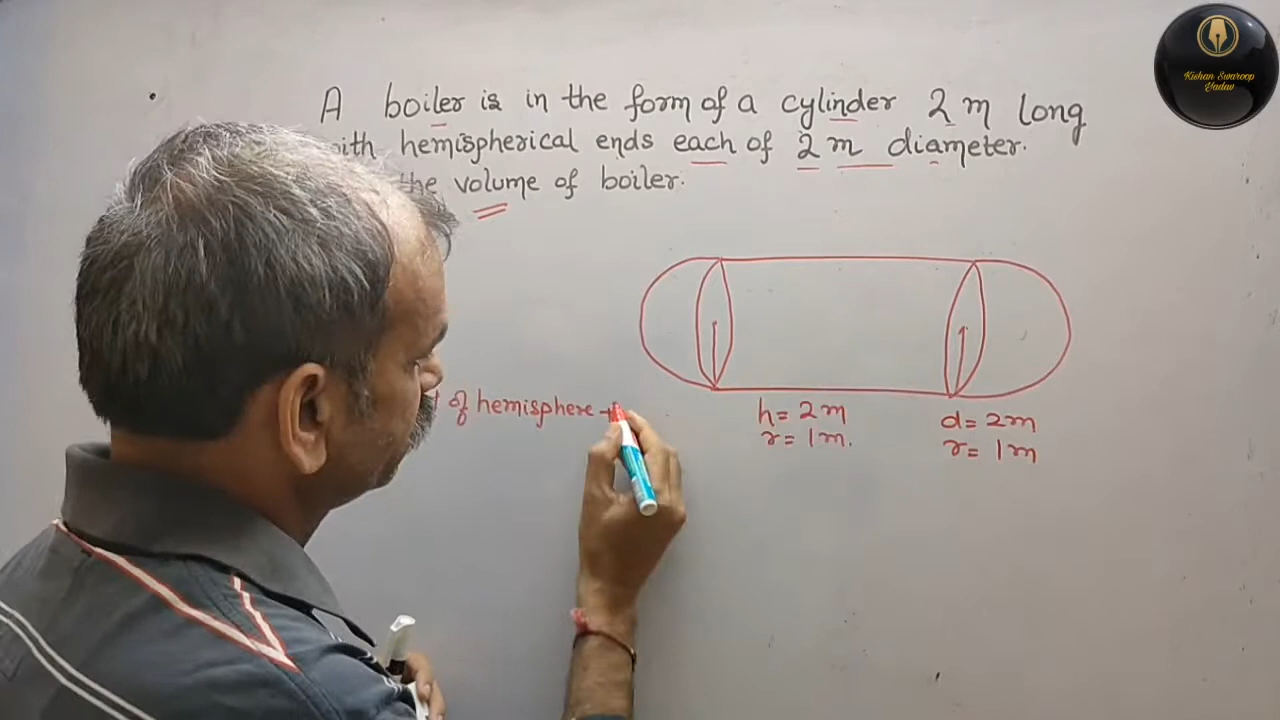 A boiler is in the form of a cylinder 2 m long
hemispherical ends each of 2 m diameter.
the volume of boiler.
of hemisphere +
h = 2m
r = 1m.
d = 2m
r = 1m
Kishan Swaroop
Yadav